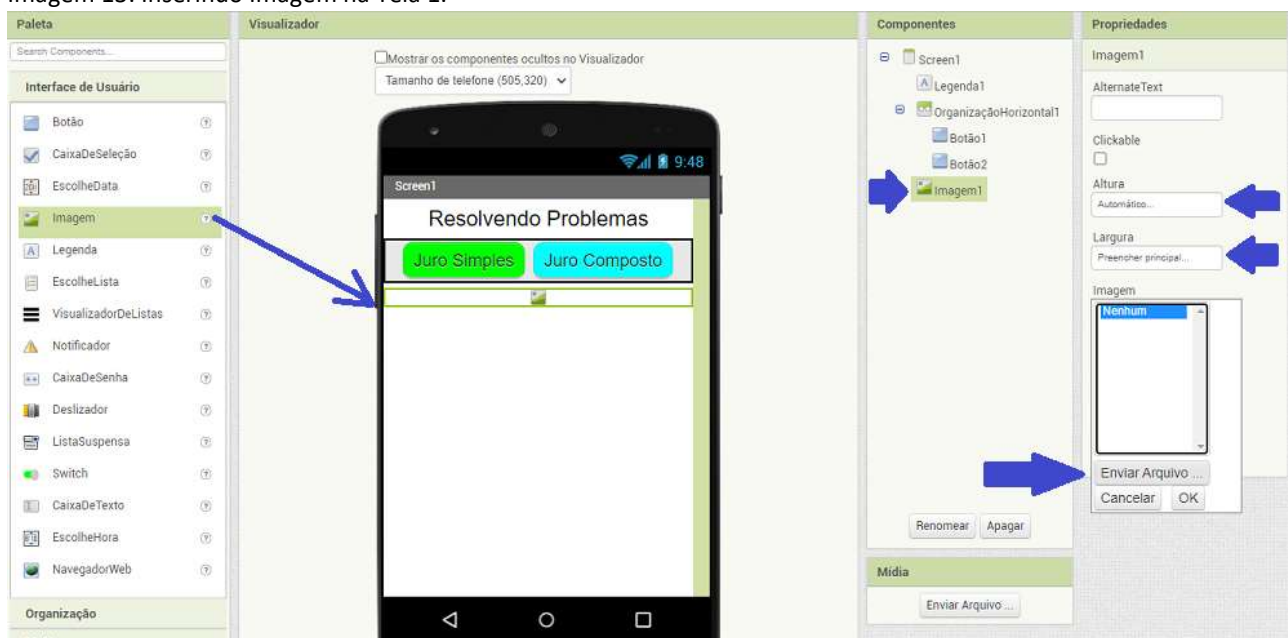 Imagem 13: Inserindo Imagem na Tela 1.
Paleta
Search Components...
Interface de Usuário
Botão
CaixaDeSeleção
EscolheData
Imagem
Legenda
EscolheLista
VisualizadorDeListas
Notificador
CaixaDeSenha
Deslizador
ListaSuspensa
Switch
CaixaDeTexto
EscolheHora
NavegadorWeb
Organização
Visualizador
Mostrar os componentes ocultos no Visualizador
Tamanho de telefone (505,320)
9:48
Screen1
Resolvendo Problemas
Juro Simples Juro Composto
Componentes
Screen1
Legenda1
OrganizaçãoHorizontal1
Botão1
Botão2
Imagem1
Renomear Apagar
Mídia
Enviar Arquivo ...
Propriedades
Imagem1
AlternateText
Clickable
Altura
Automático...
Largura
Preencher principal...
Imagem
Nenhum
Enviar Arquivo ...
Cancelar OK